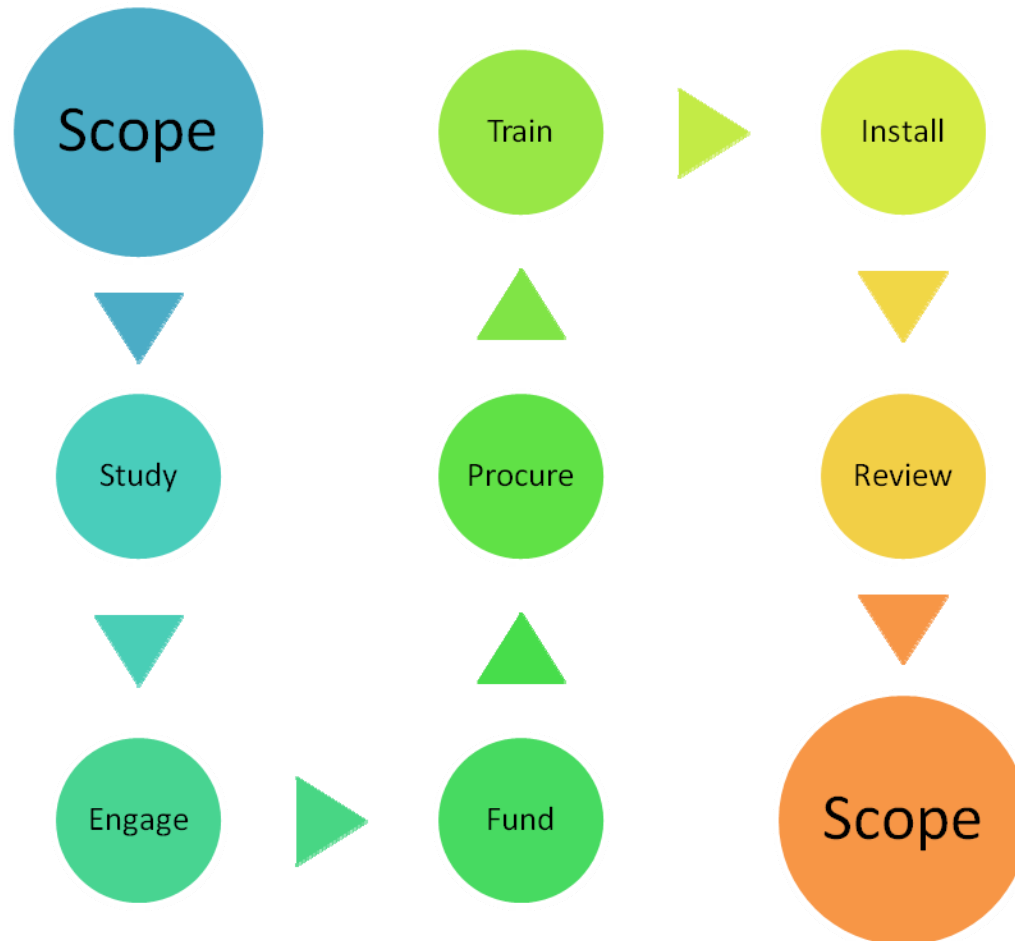 Scope
Study
Engage
Fund
Procure
Train
Install
Review
Scope